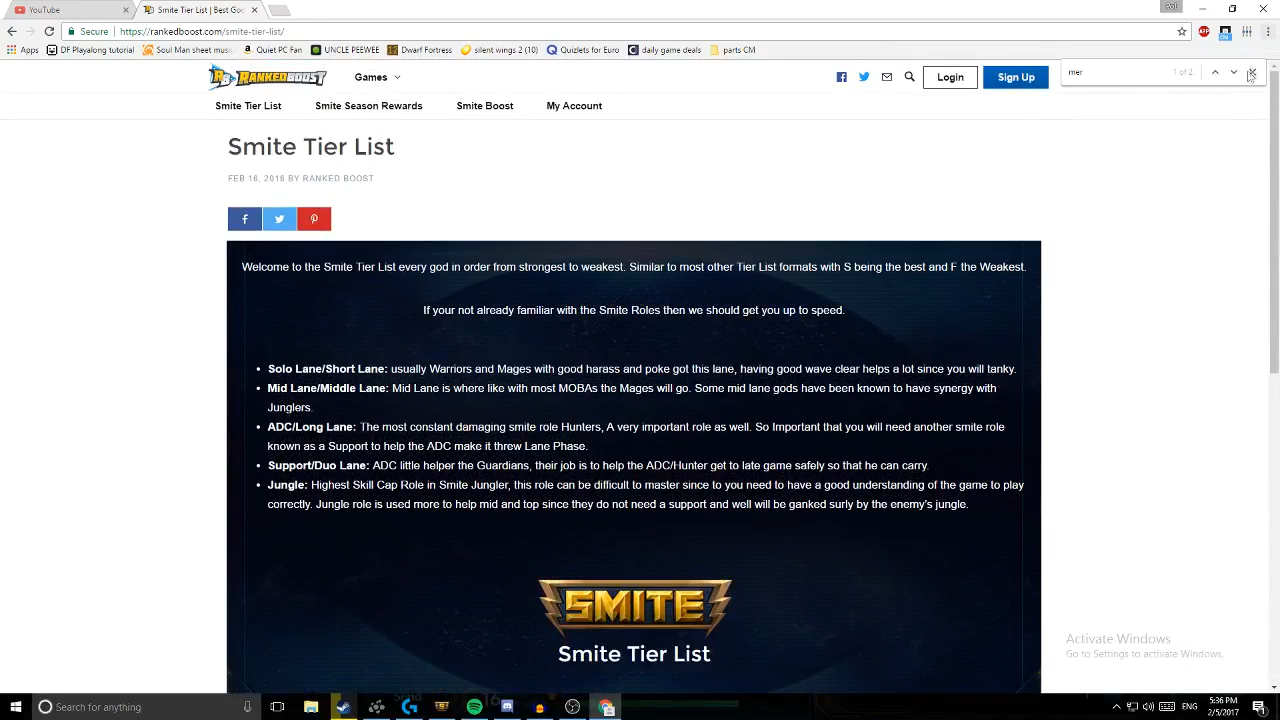 YouTube
Smite Tier List | Best Go
Secure
https://rankedboost.com/smite-tier-list/
Apps
DF Playalong tutorial
Soul Man sheet music
Quiet PC Fan
UNCLE PEEWEE
Dwarf Fortress
silent wings 2(10)
Quizlets for Euro
daily game deals
parts CM
mer
1 of 2
RANKEDBOOST
Games
Login
Sign Up
Smite Tier List
Smite Season Rewards
Smite Boost
My Account
Smite Tier List
FEB 16, 2016 BY RANKED BOOST
Welcome to the Smite Tier List every god in order from strongest to weakest. Similar to most other Tier List formats with S being the best and F the Weakest.
If your not already familiar with the Smite Roles then we should get you up to speed.
Solo Lane/Short Lane: usually Warriors and Mages with good harass and poke got this lane, having good wave clear helps a lot since you will tanky.
Mid Lane/Middle Lane: Mid Lane is where like with most MOBAs the Mages will go. Some mid lane gods have been known to have synergy with
Junglers.
ADC/Long Lane: The most constant damaging smite role Hunters, A very important role as well. So Important that you will need another smite role
known as a Support to help the ADC make it threw Lane Phase.
Support/Duo Lane: ADC little helper the Guardians, their job is to help the ADC/Hunter get to late game safely so that he can carry.
Jungle: Highest Skill Cap Role in Smite Jungler, this role can be difficult to master since to you need to have a good understanding of the game to play
correctly. Jungle role is used more to help mid and top since they do not need a support and well will be ganked surly by the enemy's jungle.
SMITE
Smite Tier List
Activate Windows
Go to Settings to activate Windows.
Search for anything
ENG
5:36 PM
2/5/2017